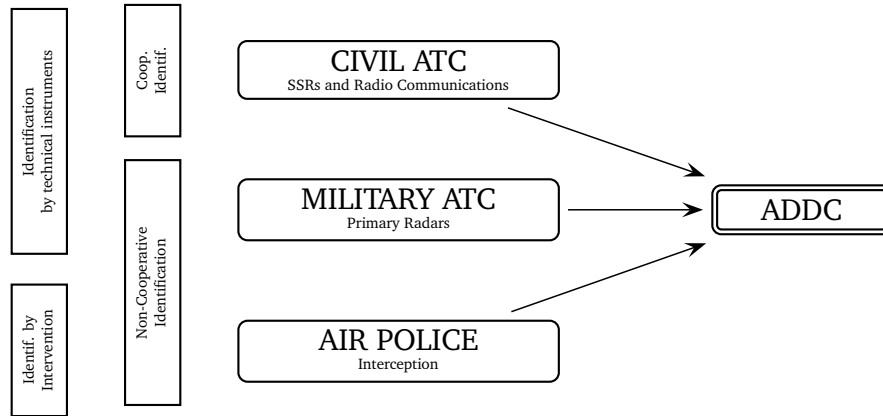 Identification
by technical instruments
Coop.
Identif.
CIVIL ATC
SSRs and Radio Communications
MILITARY ATC
Primary Radars
ADDC
Non-Cooperative
Identification
Identif. by
Intervention
AIR POLICE
Interception